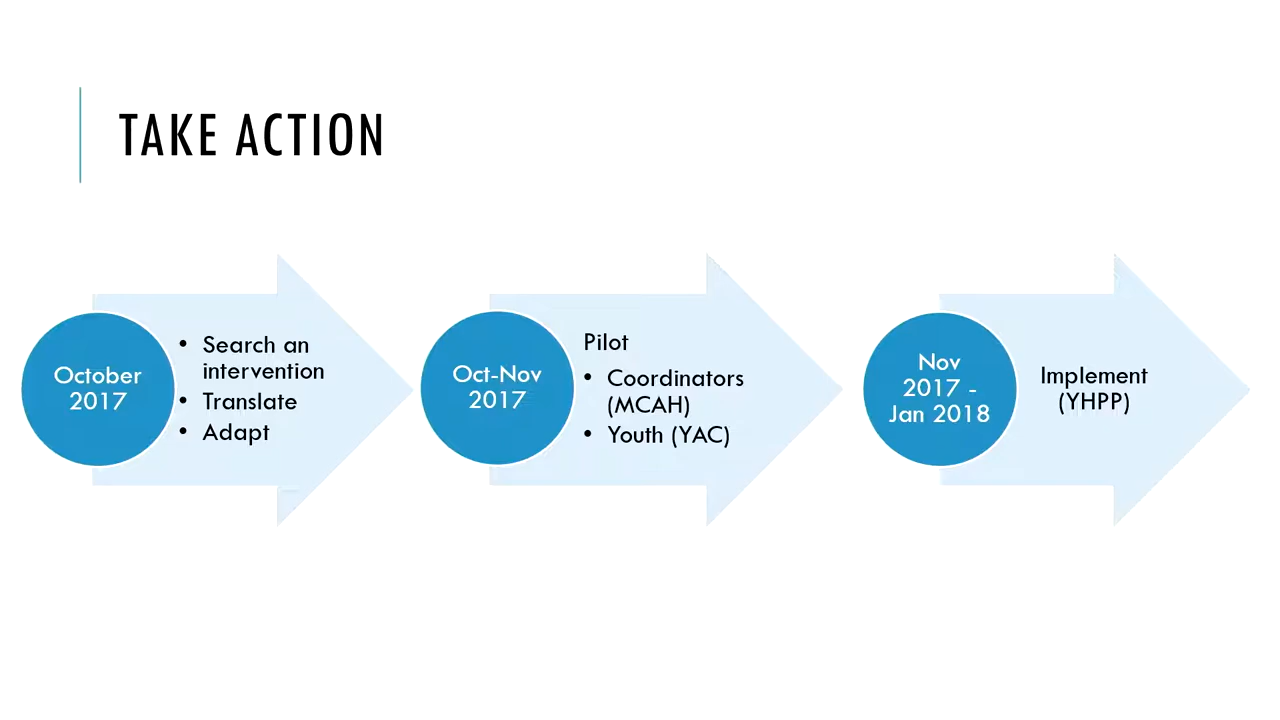 TAKE ACTION
October
2017
• Search an
intervention
• Translate
• Adapt
Oct-Nov
2017
Pilot
• Coordinators
(MCAH)
• Youth (YAC)
Nov
2017 -
Jan 2018
Implement
(YHPP)